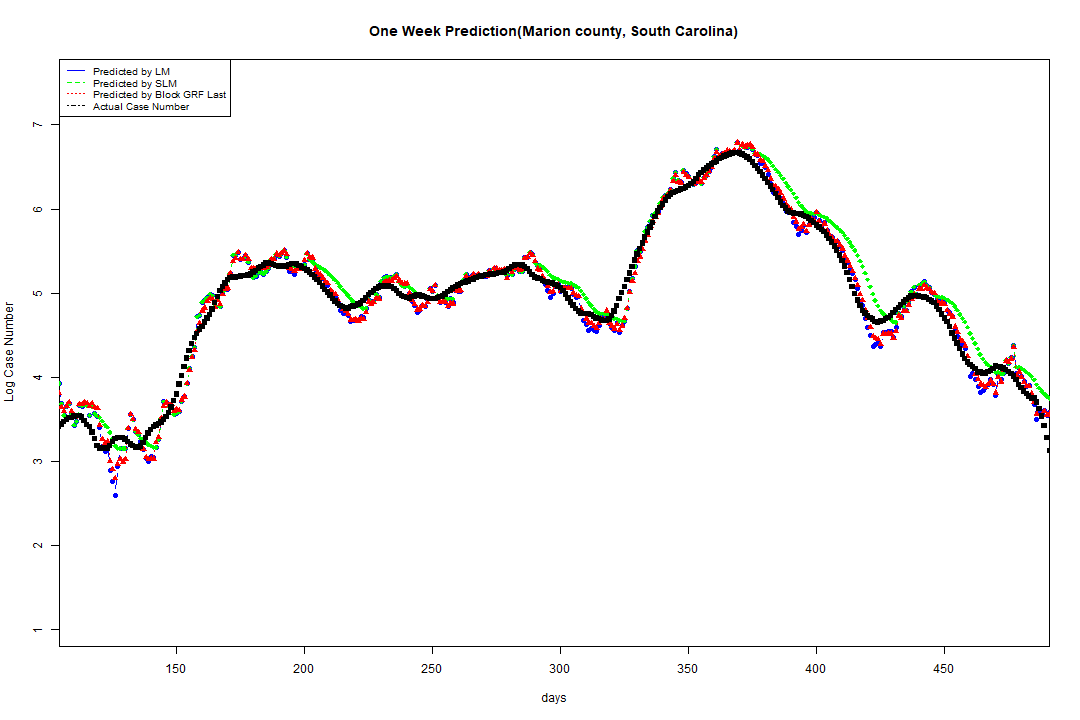 One Week Prediction(Marion county, South Carolina)
Predicted by LM
Predicted by SLM
Predicted by Block GRF Last
Actual Case Number
Log Case Number
7
6
5
4
3
2
1
150 200 250 300 350 400 450
days